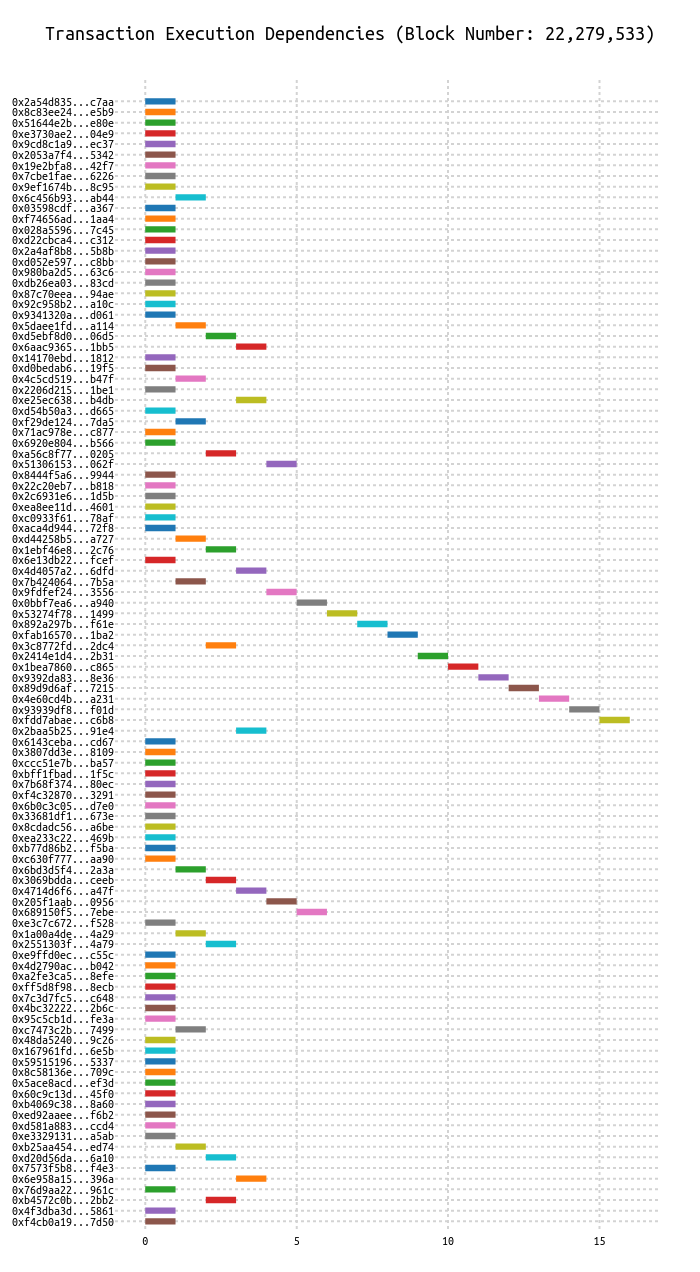 Transaction Execution Dependencies (Block Number: 22,279,533)
0x2a54d835...c7aa
0x8c83ee24...e5b9
0x51644e2b...e80e
0xe3730ae2...04e9
0x9cd8c1a9...ec37
0x2053a7f4...5342
0x19e2bfa8...42f7
0x7cbe1fae...6226
0x9ef1674b...8c95
0x6c456b93...ab44
0x03598cdf...a367
0xf74656ad...1aa4
0x028a5596...7c45
0xd22cbca4...c312
0x2a4af8b8...5b8b
0xd052e597...c8bb
0x980ba2d5...63c6
0xdb26ea03...83cd
0x87c70eea...94ae
0x92c958b2...a10c
0x9341320a...d061
0x5daee1fd...a114
0xd5ebf8d0...06d5
0x6aac9365...1bb5
0x14170ebd...1812
0xd0bedab6...19f5
0x4c5cd519...b47f
0x2206d215...1be1
0xe25ec638...b4db
0xd54b50a3...d665
0xf29de124...7da5
0x71ac978e...c877
0x6920e804...b566
0xa56c8f77...0205
0x51306153...062f
0x8444f5a6...9944
0x22c20eb7...b818
0x2c6931e6...1d5b
0xea8ee11d...4601
0xc0933f61...78af
0xaca4d944...72f8
0xd44258b5...a727
0x1ebf46e8...2c76
0x6e13db22...fcef
0x4d4057a2...6dfd
0x7b424064...7b5a
0x9fdfef24...3556
0x0bbf7ea6...a940
0x53274f78...1499
0x892a297b...f61e
0xfab16570...1ba2
0x3c8772fd...2dc4
0x2414e1d4...2b31
0x1bea7860...c865
0x9392da83...8e36
0x89d9d6af...7215
0x4e60cd4b...a231
0x93939df8...f01d
0xfdd7abae...c6b8
0x2baa5b25...91e4
0x6143ceba...cd67
0x3807dd3e...8109
0xccc51e7b...ba57
0xbff1fbad...1f5c
0x7b68f374...80ec
0xf4c32870...3291
0x6b0c3c05...d7e0
0x33681df1...673e
0x8cdadc56...a6be
0xea233c22...469b
0xb77d86b2...f5ba
0xc630f777...aa90
0x6bd3d5f4...2a3a
0x3069bdda...ceeb
0x4714d6f6...a47f
0x205f1aab...0956
0x689150f5...7ebe
0xe3c7c672...f528
0x1a00a4de...4a29
0x2551303f...4a79
0xe9ffd0ec...c55c
0x4d2790ac...b042
0xa2fe3ca5...8efe
0xff5d8f98...8ecb
0x7c3d7fc5...c648
0x4bc32222...2b6c
0x95c5cb1d...fe3a
0xc7473c2b...7499
0x48da5240...9c26
0x167961fd...6e5b
0x59515196...5337
0x8c58136e...709c
0x5ace8acd...ef3d
0x60c9c13d...45f0
0xb4069c38...8a60
0xed92aaee...f6b2
0xd581a883...ccd4
0xe3329131...a5ab
0xb25aa454...ed74
0xd20d56da...6a10
0x7573f5b8...f4e3
0x6e958a15...396a
0x76d9aa22...961c
0xb4572c0b...2bb2
0x4f3dba3d...5861
0xf4cb0a19...7d50
0 5 10 15